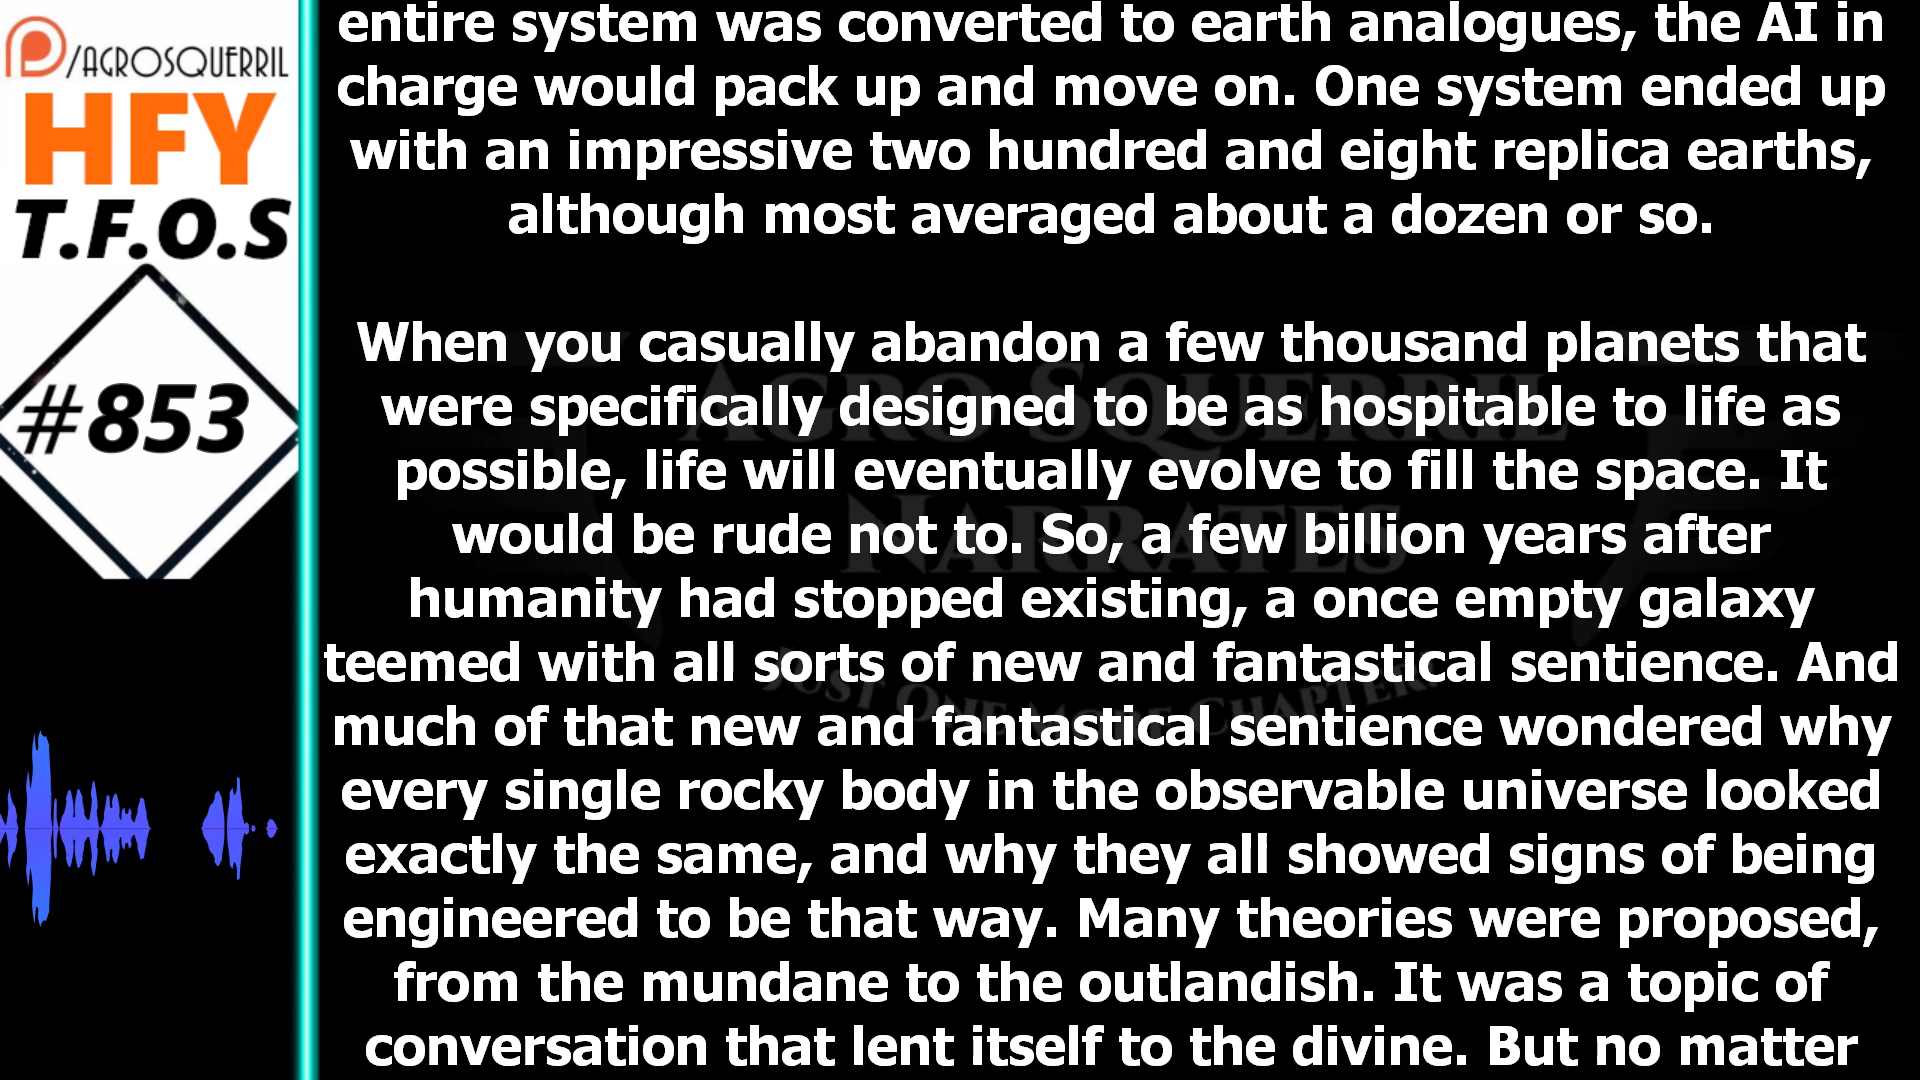 /AGROSQUERRIL
HFY
T.F.O.S
#853
entire system was converted to earth analogues, the AI in
charge would pack up and move on. One system ended up
with an impressive two hundred and eight replica earths,
although most averaged about a dozen or so.
When you casually abandon a few thousand planets that
were specifically designed to be as hospitable to life as
possible, life will eventually evolve to fill the space. It
would be rude not to. So, a few billion years after
humanity had stopped existing, a once empty galaxy
teemed with all sorts of new and fantastical sentience. And
much of that new and fantastical sentience wondered why
every single rocky body in the observable universe looked
exactly the same, and why they all showed signs of being
engineered to be that way. Many theories were proposed,
from the mundane to the outlandish. It was a topic of
conversation that lent itself to the divine. But no matter
Agro Squerril
Narrates
Just One More Chapter!